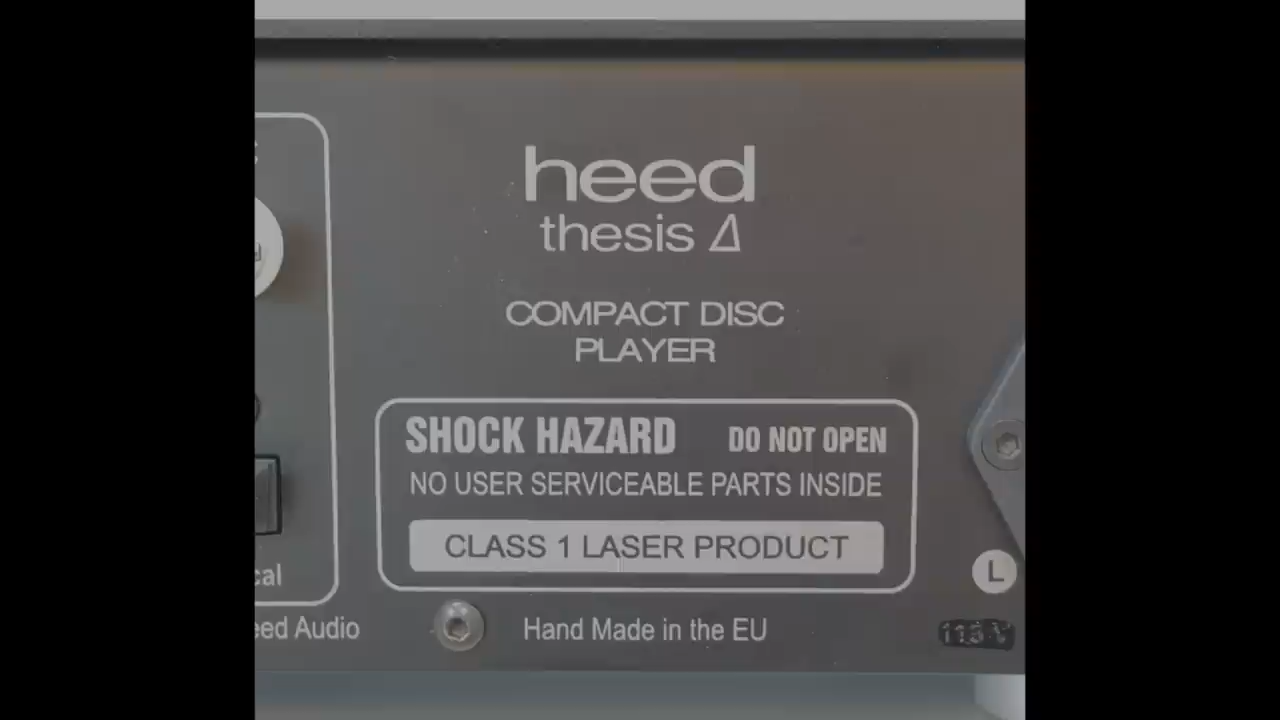 heed
thesis Δ
COMPACT DISC
PLAYER
SHOCK HAZARD DO NOT OPEN
NO USER SERVICEABLE PARTS INSIDE
CLASS 1 LASER PRODUCT
L
Audio
Hand Made in the EU